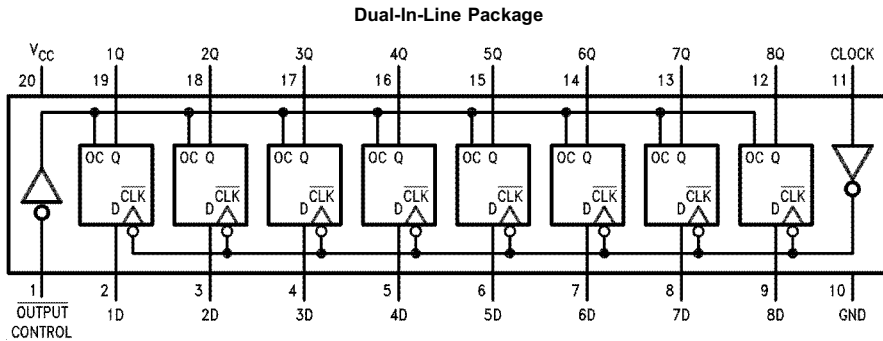 Dual-In-Line Package
VCC 1Q 2Q 3Q 4Q 5Q 6Q 7Q 8Q CLOCK
20 19 18 17 16 15 14 13 12 11
OC Q OC Q OC Q OC Q OC Q OC Q OC Q OC Q
CLK CLK CLK CLK CLK CLK CLK CLK
D D D D D D D D
1 2 3 4 5 6 7 8 9 10
OUTPUT 1D 2D 3D 4D 5D 6D 7D 8D GND
CONTROL